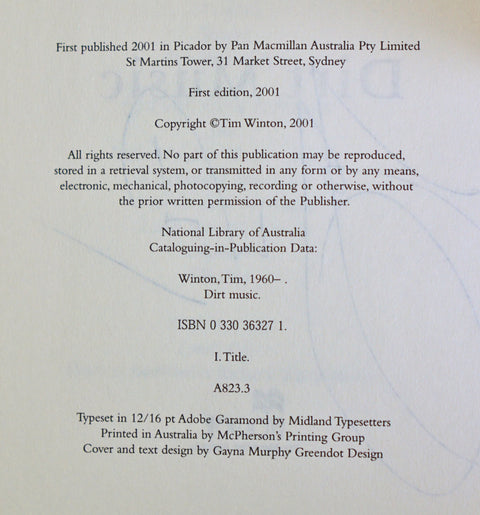 First published 2001 in Picador by Pan Macmillan Australia Pty Limited
St Martins Tower, 31 Market Street, Sydney
First edition, 2001
Copyright ©Tim Winton, 2001
All rights reserved. No part of this publication may be reproduced,
stored in a retrieval system, or transmitted in any form or by any means,
electronic, mechanical, photocopying, recording or otherwise, without
the prior written permission of the Publisher.
National Library of Australia
Cataloguing-in-Publication Data:
Winton, Tim, 1960– .
Dirt music.
ISBN 0 330 36327 1.
I. Title.
A823.3
Typeset in 12/16 pt Adobe Garamond by Midland Typesetters
Printed in Australia by McPherson's Printing Group
Cover and text design by Gayna Murphy Greendot Design